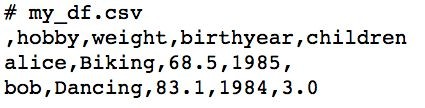 # my_df.csv
,hobby,weight,birthyear,children
alice,Biking,68.5,1985,
bob,Dancing,83.1,1984,3.0